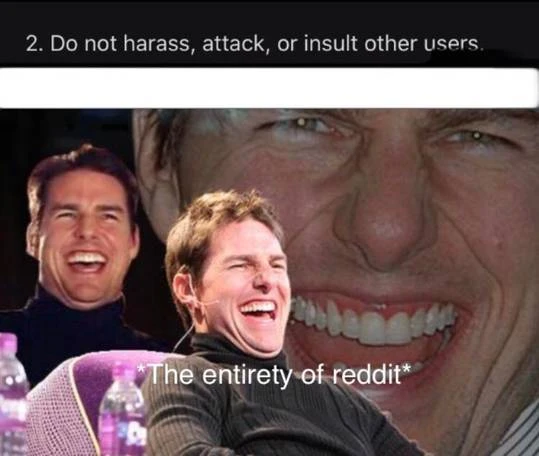 2. Do not harass, attack, or insult other users.
*The entirety of reddit*